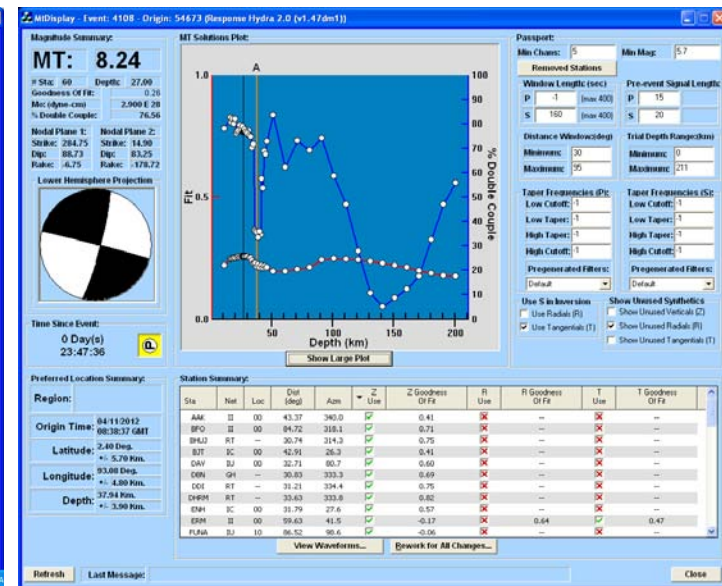 MtDisplay - Event: 4108 - Origin: 54673 (Response Hydra 2.0 (v1.47dm1))
Magnitude Summary:
MT: 8.24
# Sta: 60 Depth: 27.00
Goodness Of Fit: 0.26
Mo: (dyne-cm) 2.900 E 28
% Double Couple: 76.56
Nodal Plane 1: Nodal Plane 2:
Strike: 284.75 Strike: 14.90
Dip: 88.73 Dip: 83.25
Rake: -6.75 Rake: -178.72
Lower Hemisphere Projection
Time Since Event:
0 Day(s)
23:47:36
MT Solutions Plot:
A
1.0
0.5
0.0
Fit
100
90
80
70
60
50
40
30
20
10
0
% Double Couple
50 100 150 200
Depth (km)
Show Large Plot
Passport:
Min Chans: 5 Min Mag: 5.7
Removed Stations
Window Length: (sec) Pre-event Signal Length:
P -1 (max 400) P 15
S 160 (max 400) S 20
Distance Window(deg) Trial Depth Range:(km)
Minimum: 30 Minimum: 0
Maximum: 95 Maximum: 211
Taper Frequencies (P): Taper Frequencies (S):
Low Cutoff: -1 Low Cutoff: -1
Low Taper: -1 Low Taper: -1
High Taper: -1 High Taper: -1
High Cutoff: -1 High Cutoff: -1
Pregenerated Filters: Pregenerated Filters:
Default Default
Use S in Inversion Show Unused Synthetics
Use Radials (R) Show Unused Verticals (Z)
Use Tangentials (T) Show Unused Radials (R)
Show Unused Tangentials (T)
Preferred Location Summary:
Region:
Origin Time: 04/11/2012
08:38:37 GMT
Latitude: 2.40 Deg.
+/- 5.70 Km.
Longitude: 93.08 Deg.
+/- 4.80 Km.
Depth: 37.94 Km.
+/- 3.90 Km.
Station Summary:
Sta Net Loc Dist (deg) Azm Z Use Z Goodness Of Fit R Use R Goodness Of Fit T Use T Goodness Of Fit
AAK II 00 43.37 340.0 0.41 -- --
BFO II 00 84.72 318.1 0.71 -- --
BHUJ RT -- 30.74 314.3 0.75 -- --
BJT IC 00 42.91 26.3 0.41 -- --
DAV IU 00 32.71 80.7 0.60 -- --
DBN GH -- 30.83 333.3 0.69 -- --
DDI RT -- 31.21 334.4 0.75 -- --
DHRM RT -- 33.63 333.8 0.82 -- --
ENH IC 00 31.79 27.6 0.57 -- --
ERM II 00 59.63 41.5 -0.17 0.64 0.47
FUNA IU 10 86.52 98.6 -0.06 -- --
View Waveforms... Rework for All Changes...
Refresh Last Message: Close